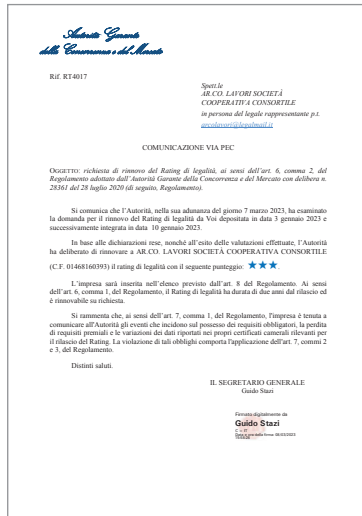 Autorità Garante
della Concorrenza e del Mercato
Rif. RT4017
Spett.le
AR.CO. LAVORI SOCIETÀ
COOPERATIVA CONSORTILE
in persona del legale rappresentante p.t.
arcolavori@legalmail.it
COMUNICAZIONE VIA PEC
OGGETTO: richiesta di rinnovo del Rating di legalità, ai sensi dell'art. 6, comma 2, del
Regolamento adottato dall'Autorità Garante della Concorrenza e del Mercato con delibera n.
28361 del 28 luglio 2020 (di seguito, Regolamento).
Si comunica che l'Autorità, nella sua adunanza del giorno 7 marzo 2023, ha esaminato
la domanda per il rinnovo del Rating di legalità da Voi depositata in data 3 gennaio 2023 e
successivamente integrata in data 10 gennaio 2023.
In base alle dichiarazioni rese, nonché all'esito delle valutazioni effettuate, l'Autorità
ha deliberato di rinnovare a AR.CO. LAVORI SOCIETÀ COOPERATIVA CONSORTILE
(C.F. 01468160393) il rating di legalità con il seguente punteggio: ★★★.
L'impresa sarà inserita nell'elenco previsto dall'art. 8 del Regolamento. Ai sensi
dell'art. 6, comma 1, del Regolamento, il Rating di legalità ha durata di due anni dal rilascio ed
è rinnovabile su richiesta.
Si rammenta che, ai sensi dell'art. 7, comma 1, del Regolamento, l'impresa è tenuta a
comunicare all'Autorità gli eventi che incidono sul possesso dei requisiti obbligatori, la perdita
di requisiti premiali e le variazioni dei dati riportati nei propri certificati camerali rilevanti per
il rilascio del Rating. La violazione di tali obblighi comporta l'applicazione dell'art. 7, commi 2
e 3, del Regolamento.
Distinti saluti.
IL SEGRETARIO GENERALE
Guido Stazi
Firmato digitalmente da
Guido Stazi
C = IT
Data e ora della firma: 08/03/2023